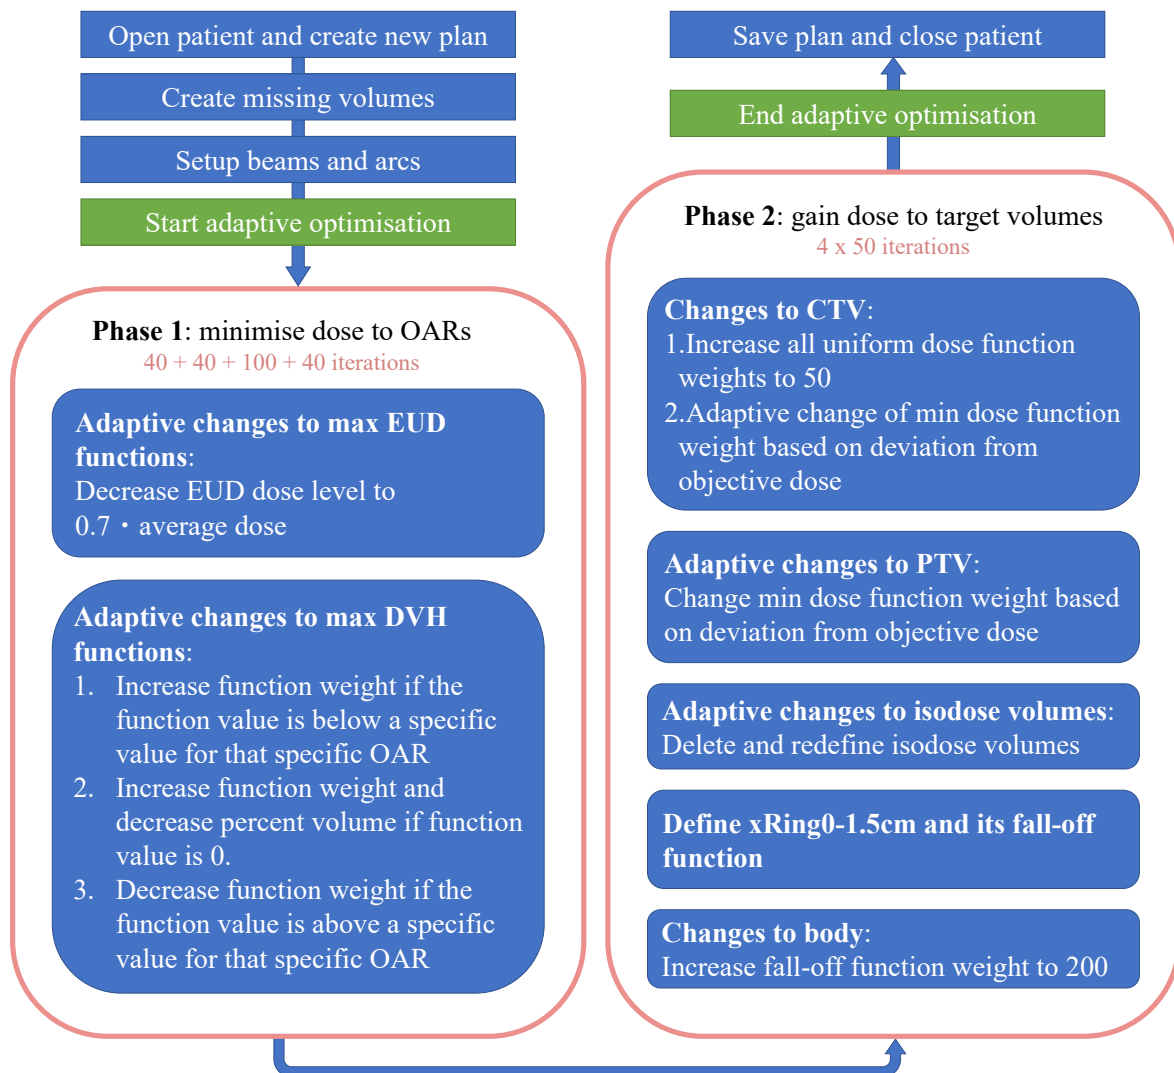 Open patient and create new plan
Create missing volumes
Setup beams and arcs
Start adaptive optimisation
Phase 1: minimise dose to OARs
40 + 40 + 100 + 40 iterations
Adaptive changes to max EUD
functions:
Decrease EUD dose level to
0.7 · average dose
Adaptive changes to max DVH
functions:
1. Increase function weight if the
function value is below a specific
value for that specific OAR
2. Increase function weight and
decrease percent volume if function
value is 0.
3. Decrease function weight if the
function value is above a specific
value for that specific OAR
Save plan and close patient
End adaptive optimisation
Phase 2: gain dose to target volumes
4 x 50 iterations
Changes to CTV:
1.Increase all uniform dose function
weights to 50
2.Adaptive change of min dose function
weight based on deviation from
objective dose
Adaptive changes to PTV:
Change min dose function weight based
on deviation from objective dose
Adaptive changes to isodose volumes:
Delete and redefine isodose volumes
Define xRing0-1.5cm and its fall-off
function
Changes to body:
Increase fall-off function weight to 200